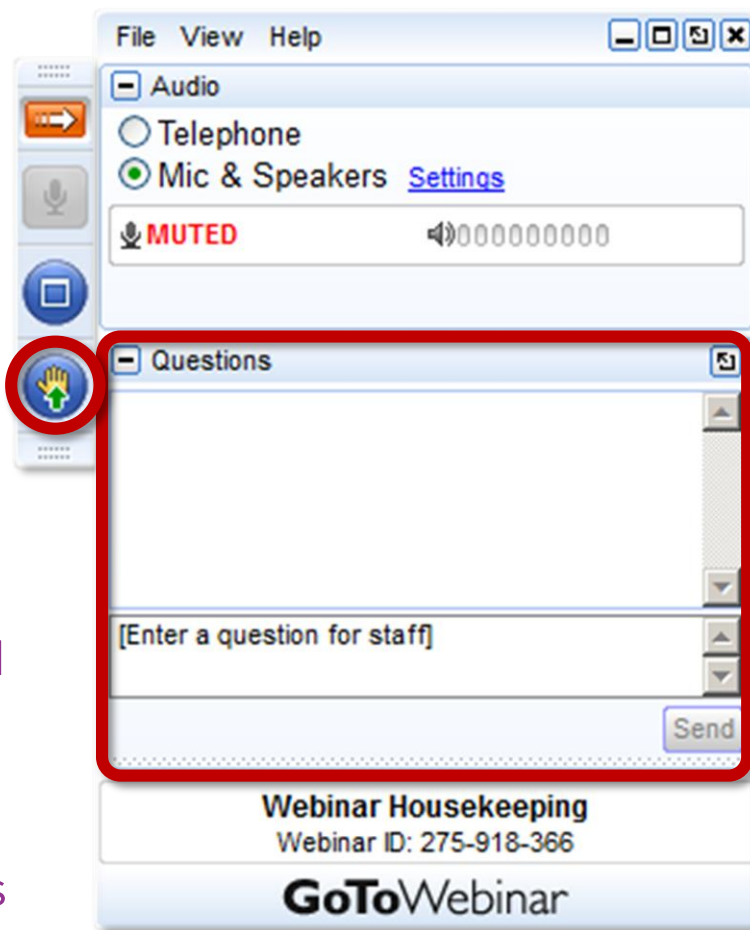 File View Help
Audio
Telephone
Mic & Speakers Settings
MUTED 000000000
Questions
[Enter a question for staff]
Send
Webinar Housekeeping
Webinar ID: 275-918-366
GoToWebinar